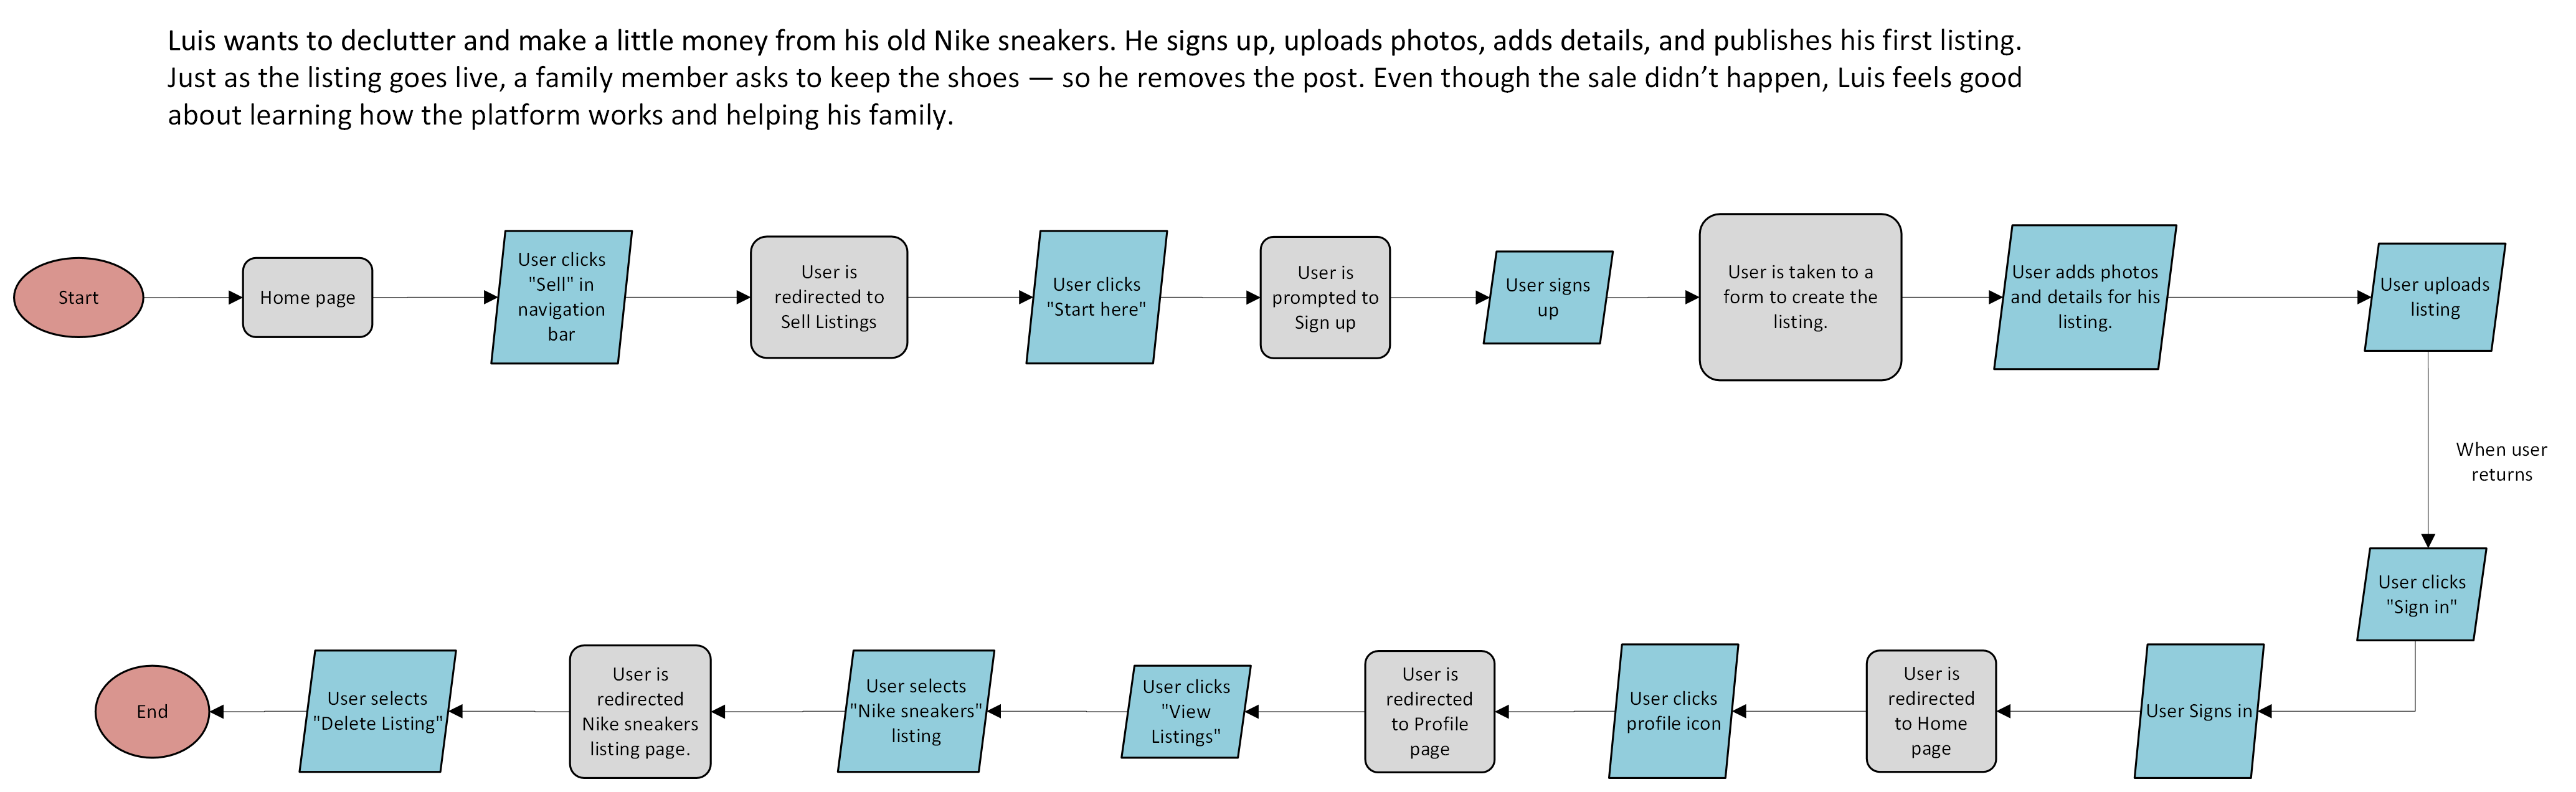 Luis wants to declutter and make a little money from his old Nike sneakers. He signs up, uploads photos, adds details, and publishes his first listing.
Just as the listing goes live, a family member asks to keep the shoes — so he removes the post. Even though the sale didn’t happen, Luis feels good
about learning how the platform works and helping his family.
Start
Home page
User clicks
"Sell" in
navigation
bar
User is
redirected to
Sell Listings
User clicks
"Start here"
User is
prompted to
Sign up
User signs
up
User is taken to a
form to create the
listing.
User adds photos
and details for his
listing.
User uploads
listing
When user
returns
User clicks
"Sign in"
User Signs in
User is
redirected
to Home
page
User clicks
profile icon
User is
redirected
to Profile
page
User clicks
"View
Listings"
User selects
"Nike sneakers"
listing
User is
redirected
Nike sneakers
listing page.
User selects
"Delete Listing"
End